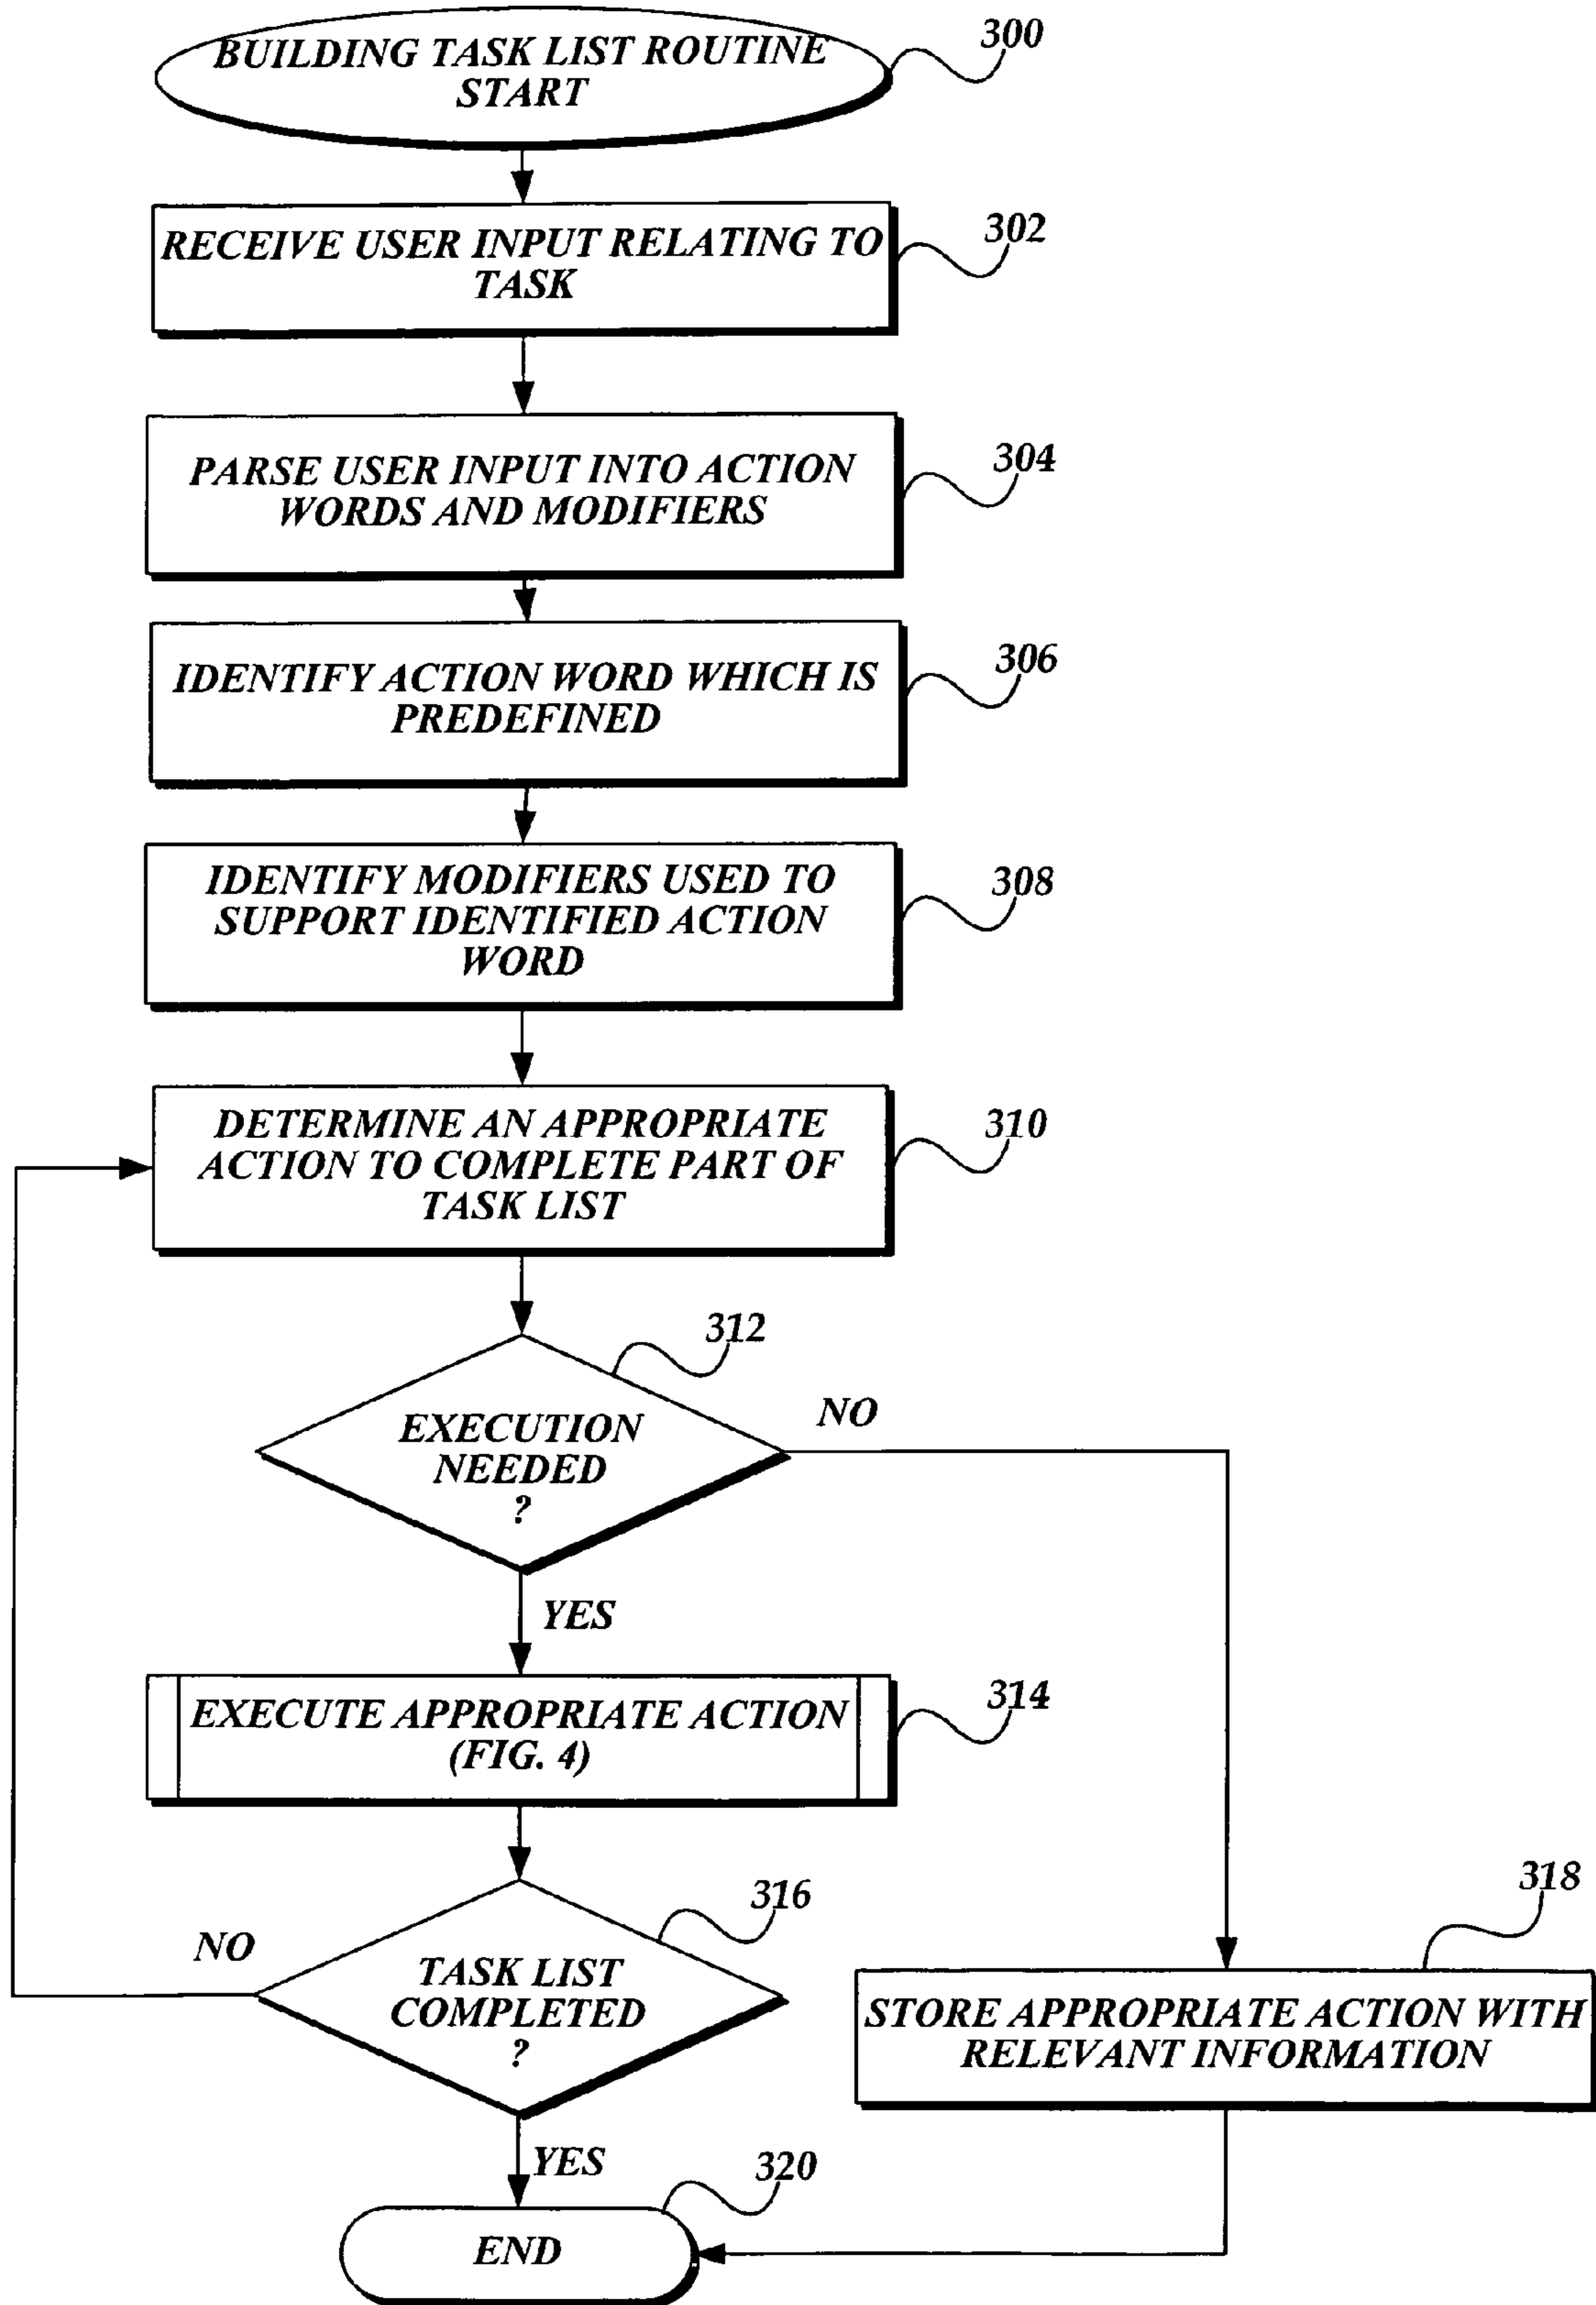 BUILDING TASK LIST ROUTINE
START
300
RECEIVE USER INPUT RELATING TO
TASK
302
PARSE USER INPUT INTO ACTION
WORDS AND MODIFIERS
304
IDENTIFY ACTION WORD WHICH IS
PREDEFINED
306
IDENTIFY MODIFIERS USED TO
SUPPORT IDENTIFIED ACTION
WORD
308
DETERMINE AN APPROPRIATE
ACTION TO COMPLETE PART OF
TASK LIST
310
312
EXECUTION
NEEDED
?
NO
YES
EXECUTE APPROPRIATE ACTION
(FIG. 4)
314
316
TASK LIST
COMPLETED
?
NO
318
STORE APPROPRIATE ACTION WITH
RELEVANT INFORMATION
YES
320
END